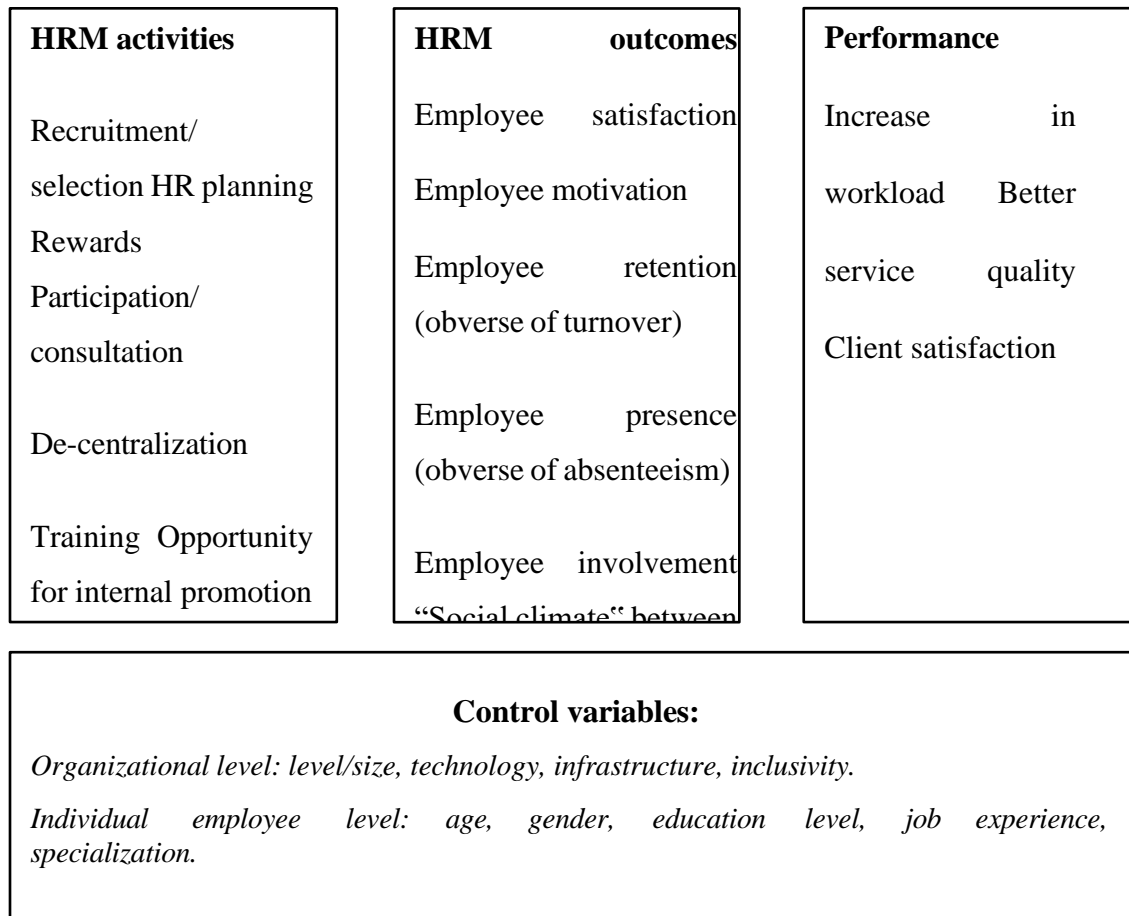 HRM activities
Recruitment/
selection HR planning
Rewards
Participation/
consultation
De-centralization
Training Opportunity
for internal promotion
HRM outcomes
Employee satisfaction
Employee motivation
Employee retention
(obverse of turnover)
Employee presence
(obverse of absenteeism)
Employee involvement
“Social climate“ between
Performance
Increase in
workload Better
service quality
Client satisfaction
Control variables:
Organizational level: level/size, technology, infrastructure, inclusivity.
Individual employee level: age, gender, education level, job experience,
specialization.